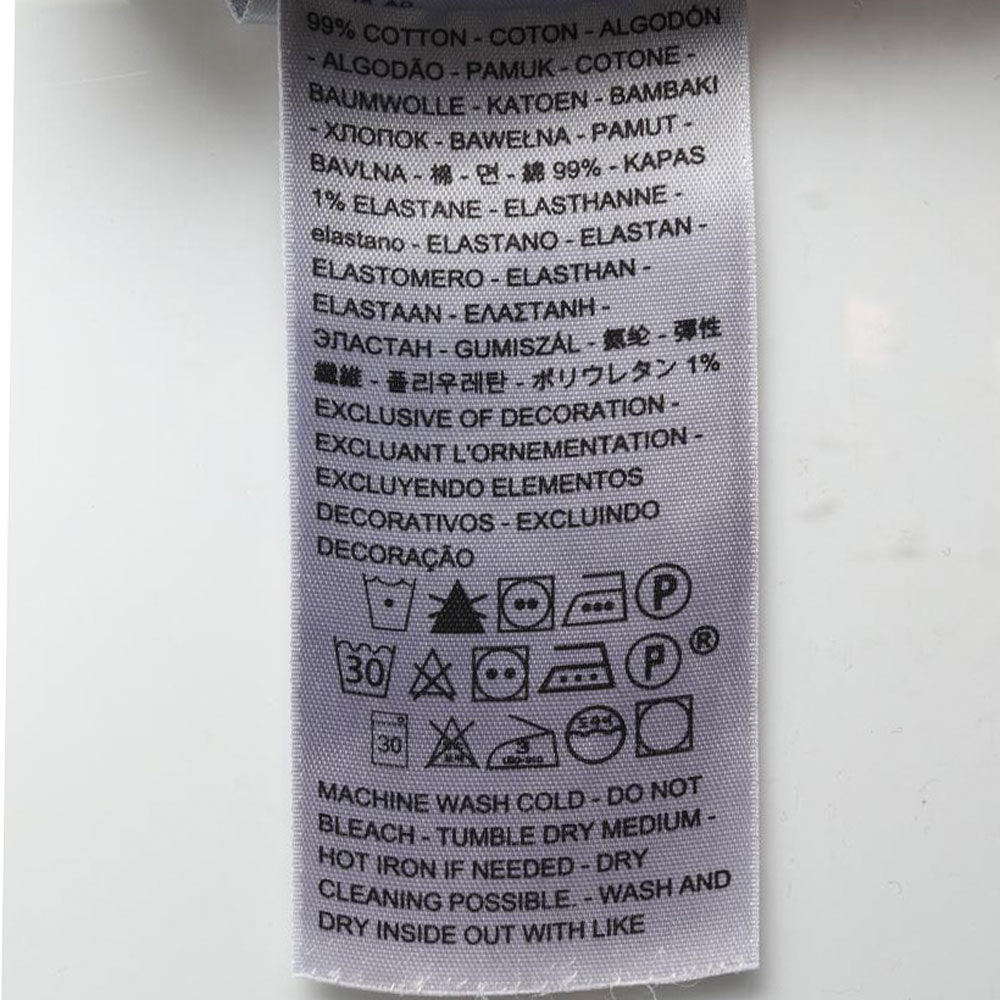 99% COTTON - COTON - ALGODÓN
- ALGODÃO - PAMUK - COTONE -
BAUMWOLLE - KATOEN - BAMBAKI
- ХЛОПОК - BAWEŁNA - PAMUT -
BAVLNA - 棉 - 면 - 綿 99% - KAPAS
1% ELASTANE - ELASTHANNE -
elastano - ELASTANO - ELASTAN -
ELASTOMERO - ELASTHAN -
ELASTAAN - ΕΛΑΣΤΑΝΗ -
ЭЛАСТАН - GUMISZÁL - 氨纶 - 彈性
纖維 - 폴리우레탄 - ポリウレタン 1%
EXCLUSIVE OF DECORATION -
EXCLUANT L'ORNEMENTATION -
EXCLUYENDO ELEMENTOS
DECORATIVOS - EXCLUINDO
DECORAÇÃO
P
30 P ®
30 3 드라이
MACHINE WASH COLD - DO NOT
BLEACH - TUMBLE DRY MEDIUM -
HOT IRON IF NEEDED - DRY
CLEANING POSSIBLE. - WASH AND
DRY INSIDE OUT WITH LIKE